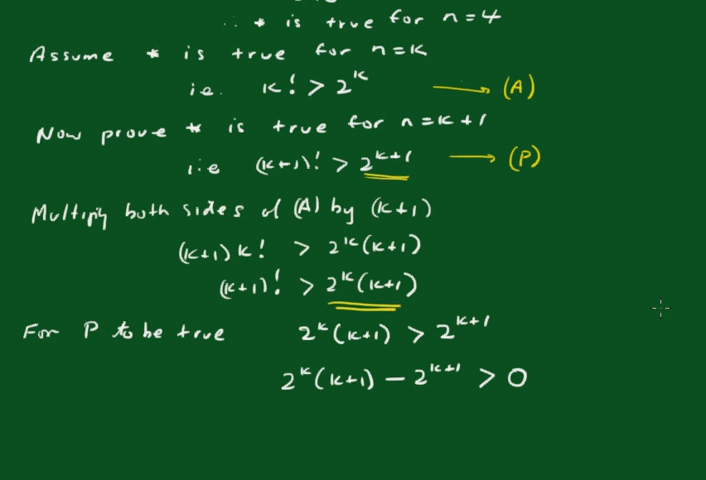 ∴ * is true for n=4
Assume * is true for n=k
i.e. k! > 2^k → (A)
Now prove * is true for n=k+1
i.e (k+1)! > 2^{k+1} → (P)
Multiply both sides of (A) by (k+1)
(k+1) k! > 2^k (k+1)
(k+1)! > 2^k (k+1)
For P to be true 2^k (k+1) > 2^{k+1}
2^k (k+1) - 2^{k+1} > 0